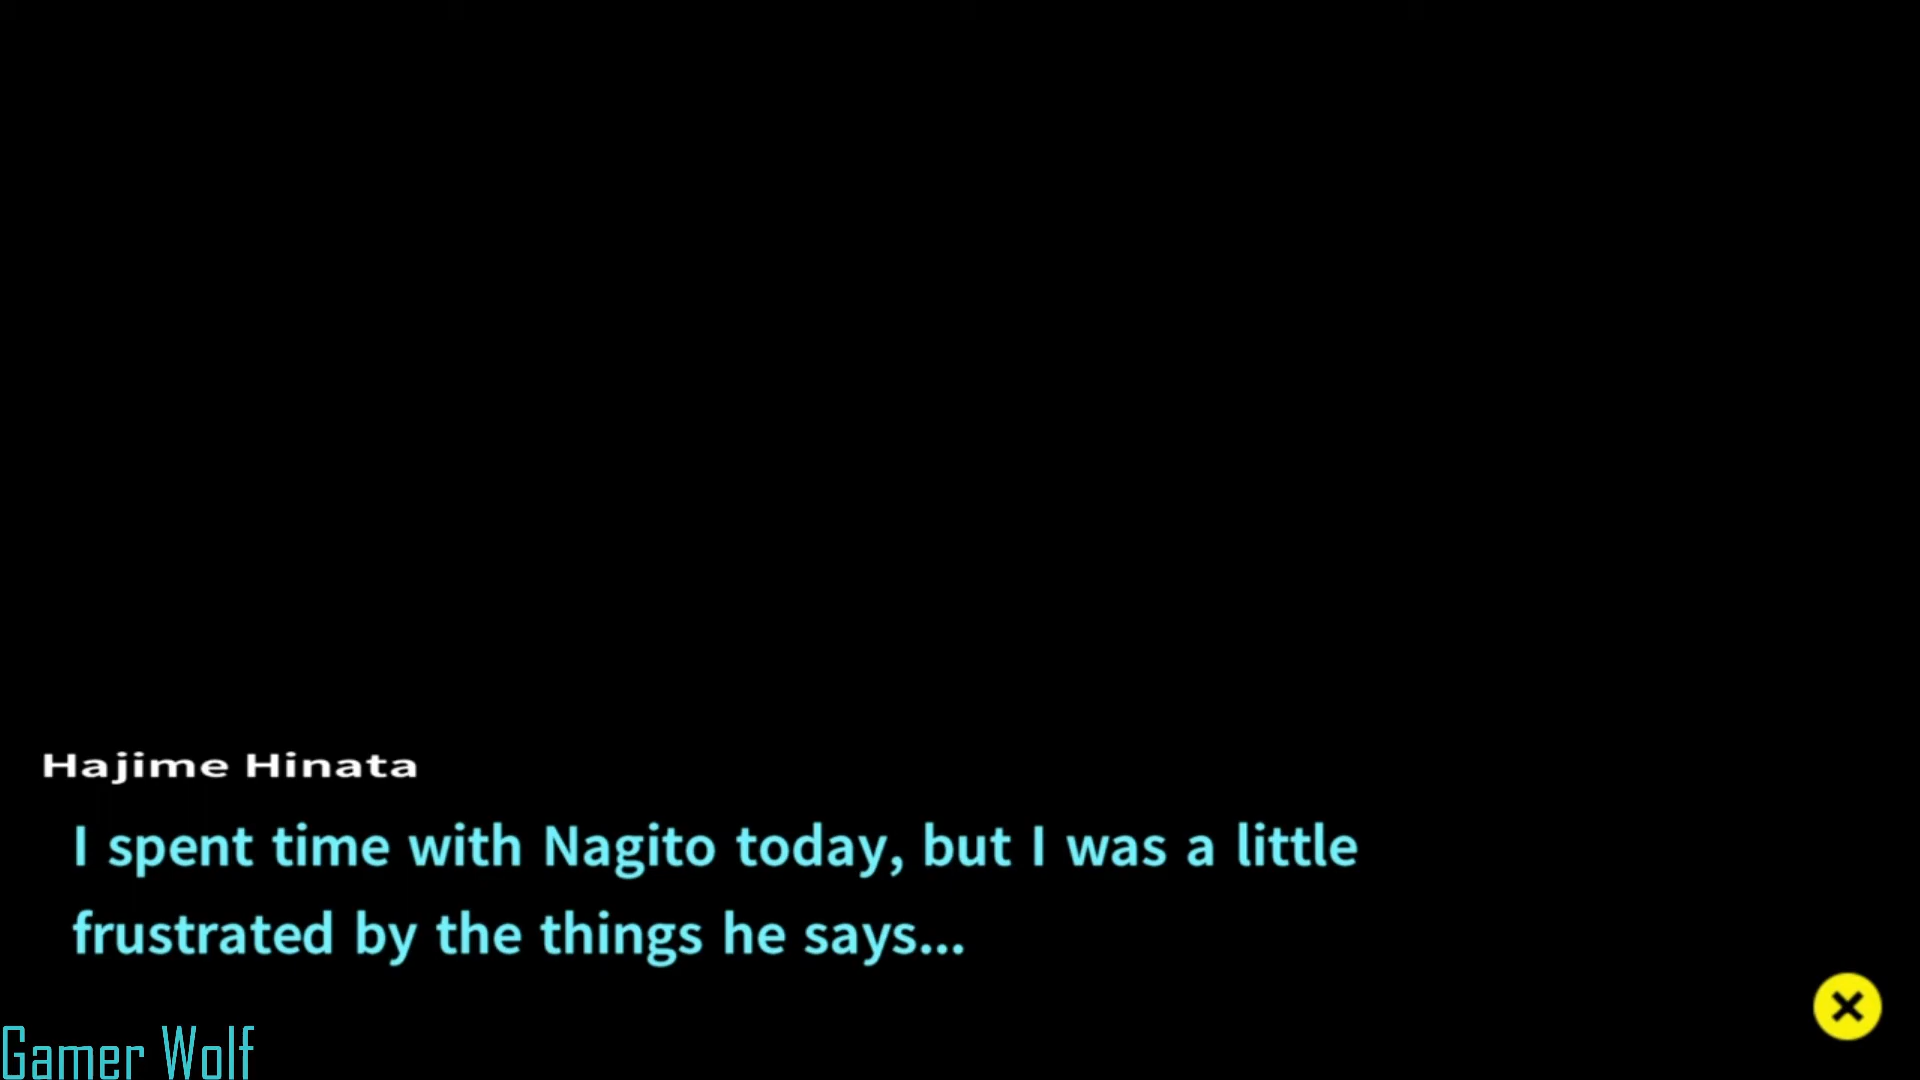 Hajime Hinata
I spent time with Nagito today, but I was a little
frustrated by the things he says...
Gamer Wolf